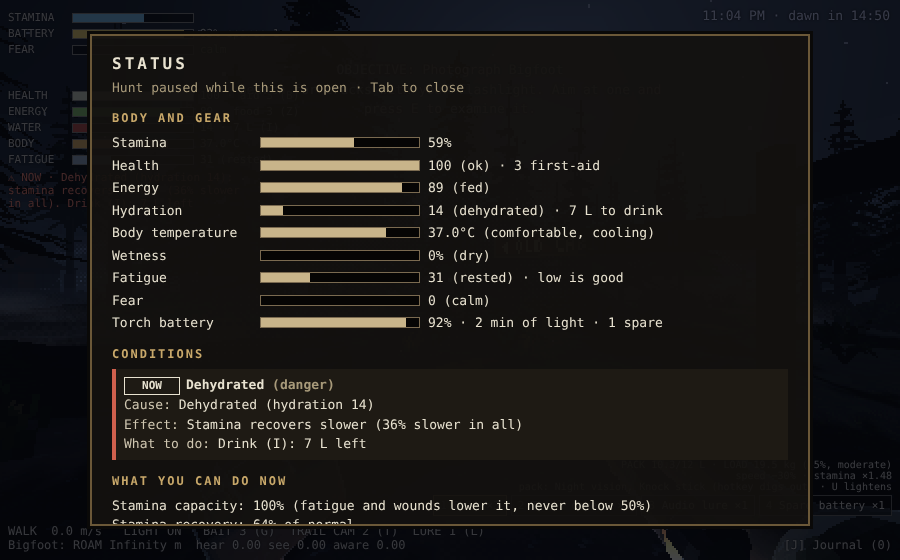 STAMINA
BATTERY
FEAR
HEALTH
ENERGY
WATER
BODY
FATIGUE
NOW · Dehy
stamina reco
in all). Dri
11:04 PM · dawn in 14:50
STATUS
Hunt paused while this is open · Tab to close
BODY AND GEAR
Stamina 59%
Health 100 (ok) · 3 first-aid
Energy 89 (fed)
Hydration 14 (dehydrated) · 7 L to drink
Body temperature 37.0°C (comfortable, cooling)
Wetness 0% (dry)
Fatigue 31 (rested) · low is good
Fear 0 (calm)
Torch battery 92% · 2 min of light · 1 spare
CONDITIONS
NOW Dehydrated (danger)
Cause: Dehydrated (hydration 14)
Effect: Stamina recovers slower (36% slower in all)
What to do: Drink (I): 7 L left
WHAT YOU CAN DO NOW
Stamina capacity: 100% (fatigue and wounds lower it, never below 50%)
Stamina recovery: 64% of normal
5%, moderate)
stamina ×1.48
· U lightens
battery ×1
WALK 0.0 m/s LIGHT ON BAIT 3 (G) TRAIL CAM 2 (T) LURE 1 (L)
Bigfoot: ROAM Infinity m hear 0.00 see 0.00 aware 0.00
[J] Journal (0)